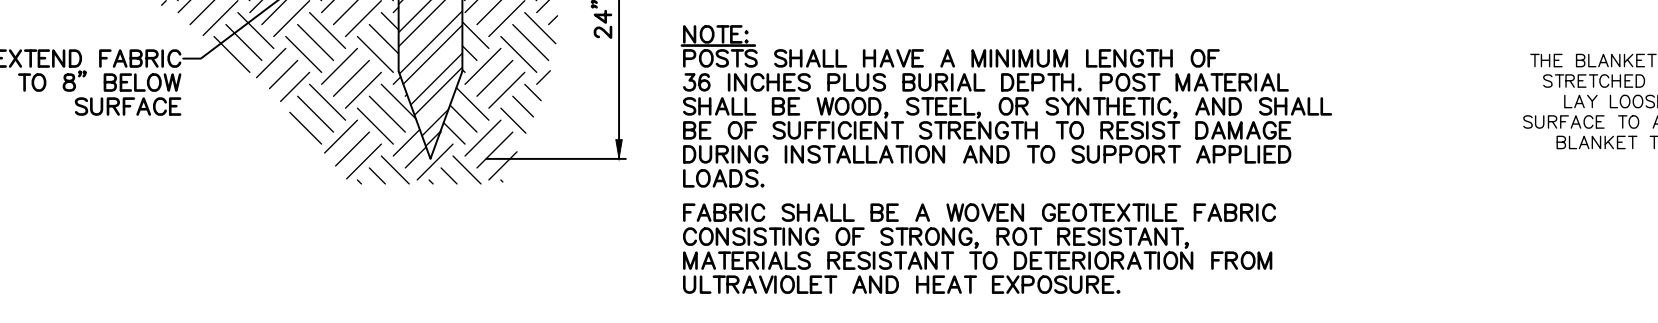 EXTEND FABRIC
TO 8" BELOW
SURFACE
24"
NOTE:
POSTS SHALL HAVE A MINIMUM LENGTH OF
36 INCHES PLUS BURIAL DEPTH. POST MATERIAL
SHALL BE WOOD, STEEL, OR SYNTHETIC, AND SHALL
BE OF SUFFICIENT STRENGTH TO RESIST DAMAGE
DURING INSTALLATION AND TO SUPPORT APPLIED
LOADS.
FABRIC SHALL BE A WOVEN GEOTEXTILE FABRIC
CONSISTING OF STRONG, ROT RESISTANT,
MATERIALS RESISTANT TO DETERIORATION FROM
ULTRAVIOLET AND HEAT EXPOSURE.
THE BLANKET
STRETCHED
LAY
SURFACE TO
BLANKET